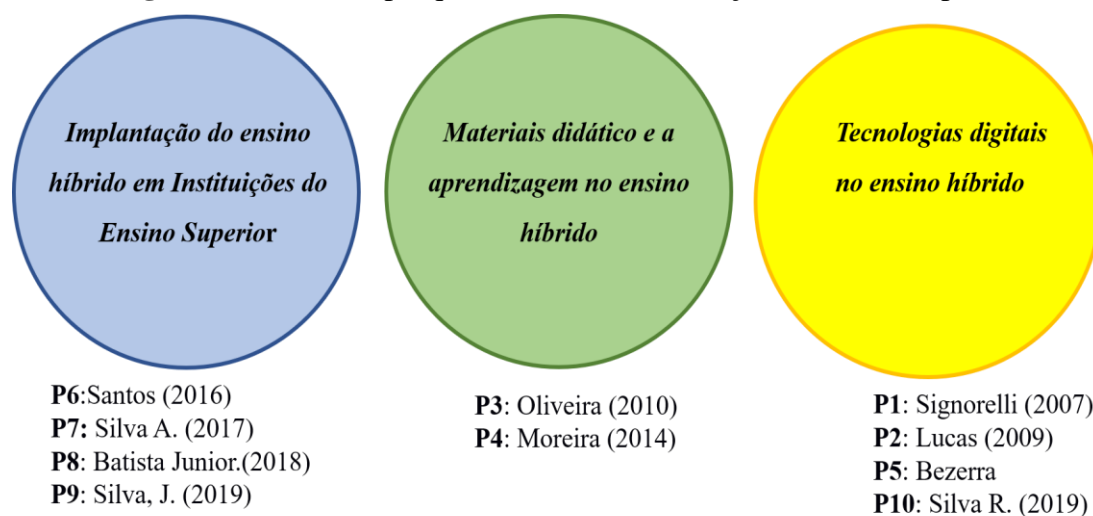 Implantação do ensino
híbrido em Instituições do
Ensino Superior
P6:Santos (2016)
P7: Silva A. (2017)
P8: Batista Junior.(2018)
P9: Silva, J. (2019)
Materiais didático e a
aprendizagem no ensino
híbrido
P3: Oliveira (2010)
P4: Moreira (2014)
Tecnologias digitais
no ensino híbrido
P1: Signorelli (2007)
P2: Lucas (2009)
P5: Bezerra
P10: Silva R. (2019)